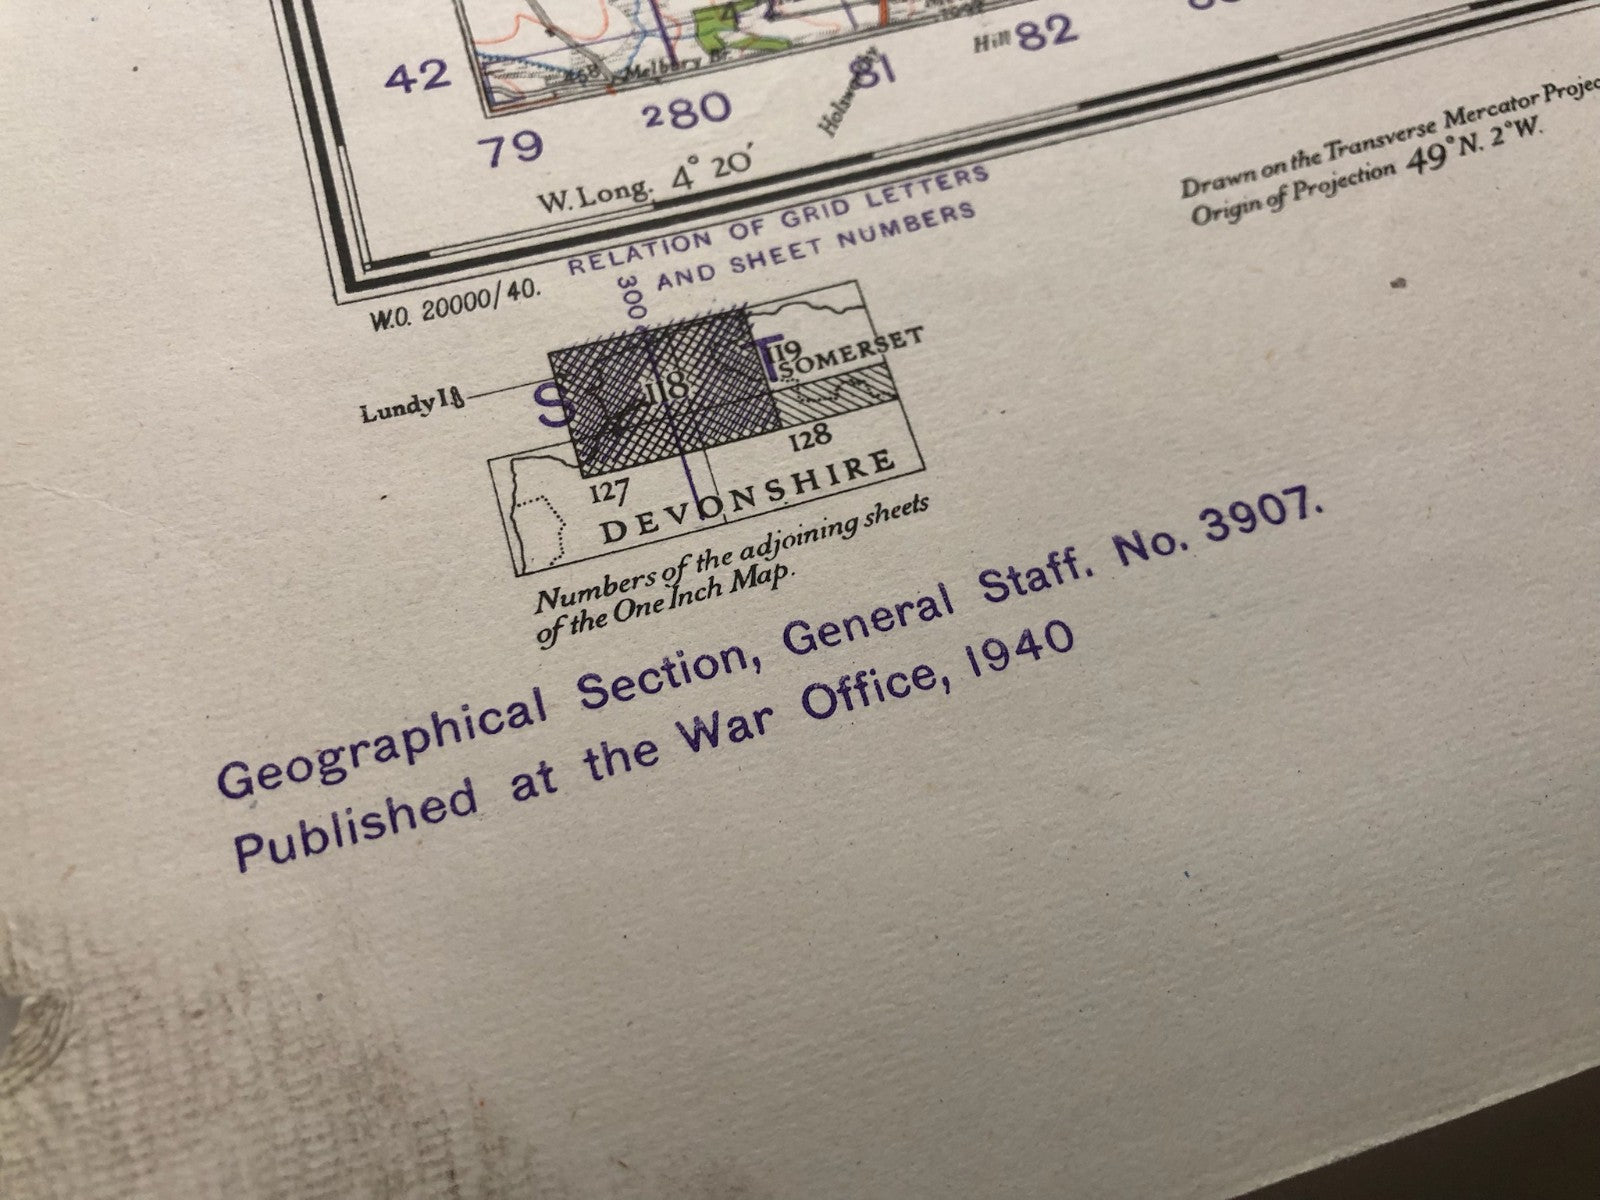 42
468
Melbury Br.
79
280
81
Hill 82
W. Long. 4° 20′
Drawn on the Transverse Mercator Projec
Origin of Projection 49° N. 2° W.
RELATION OF GRID LETTERS
AND SHEET NUMBERS
300
W.O. 20000/40.
Lundy I
S
118
T
119
SOMERSET
127
128
DEVONSHIRE
Numbers of the adjoining sheets
of the One Inch Map.
Geographical Section, General Staff. No. 3907.
Published at the War Office, 1940